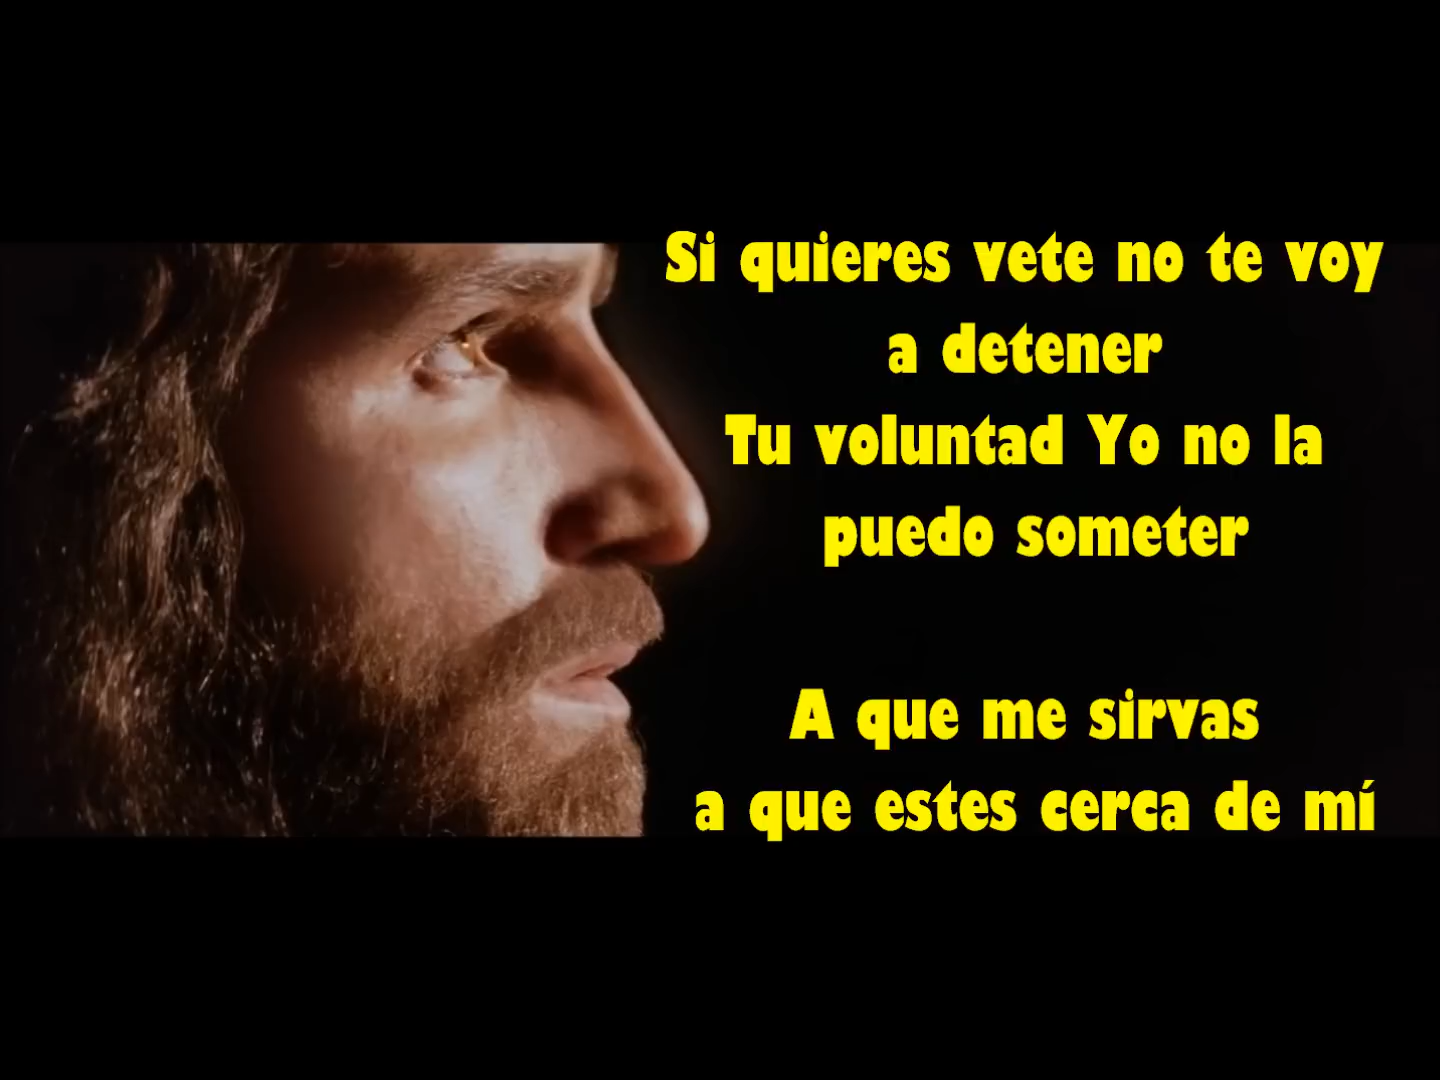 Si quieres vete no te voy
a detener
Tu voluntad Yo no la
puedo someter
A que me sirvas
a que estes cerca de mí